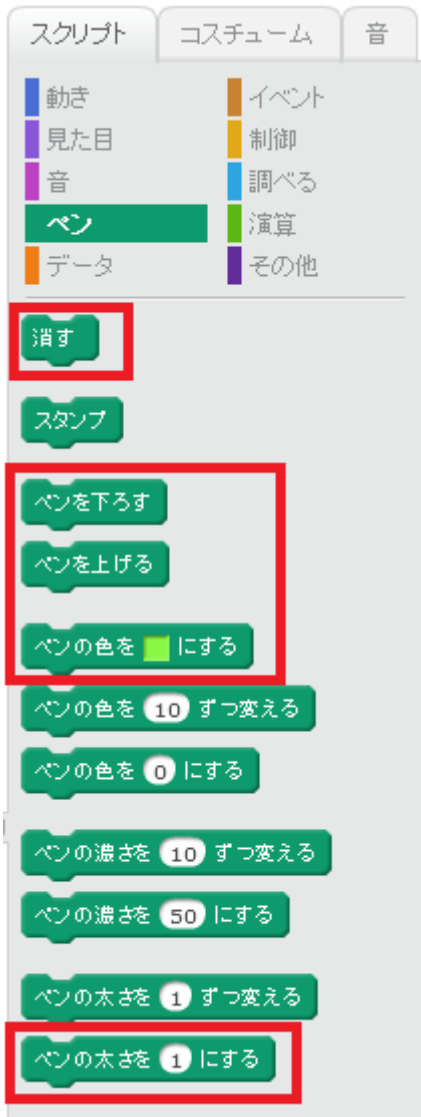 スクリプト コスチューム 音
動き イベント
見た目 制御
音 調べる
ペン 演算
データ その他
消す
スタンプ
ペンを下ろす
ペンを上げる
ペンの色を にする
ペンの色を 10 ずつ変える
ペンの色を 0 にする
ペンの濃さを 10 ずつ変える
ペンの濃さを 50 にする
ペンの太さを 1 ずつ変える
ペンの太さを 1 にする